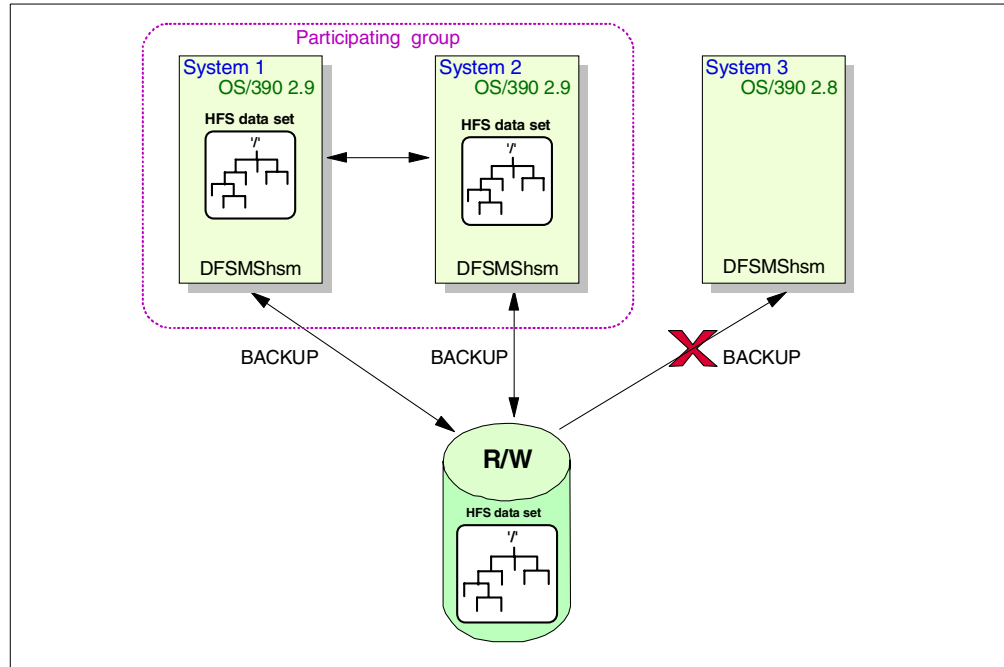 Participating group
System 1
OS/390 2.9
HFS data set
'/'
DFSMShsm
System 2
OS/390 2.9
HFS data set
'/'
DFSMShsm
System 3
OS/390 2.8
DFSMShsm
BACKUP
BACKUP
BACKUP
R/W
HFS data set
'/'